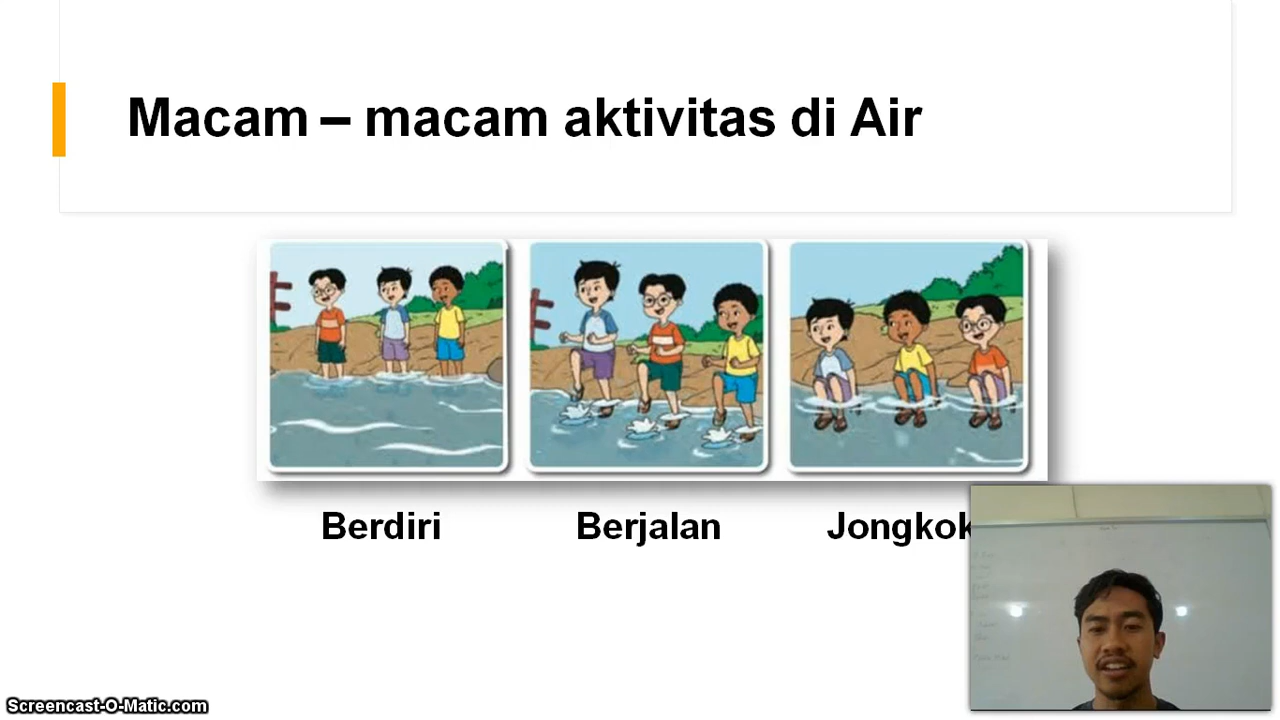 Macam – macam aktivitas di Air
Berdiri
Berjalan
Jongkok
Screencast-O-Matic.com